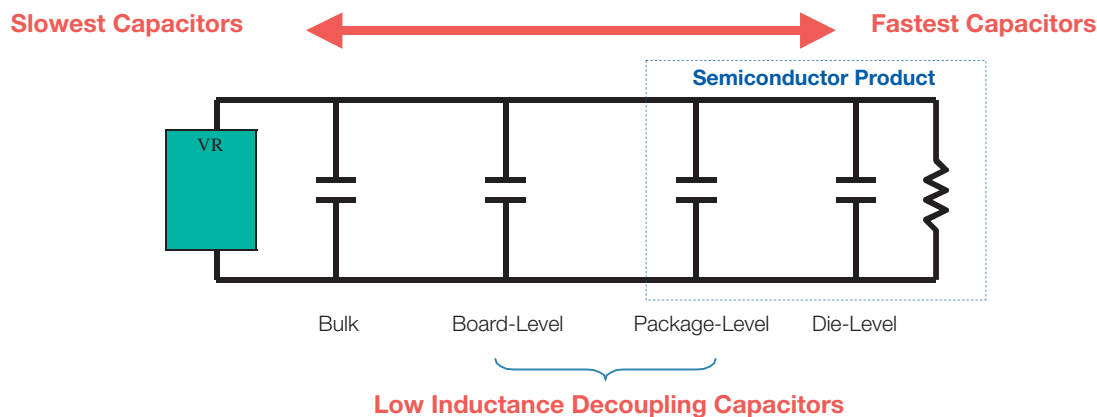 Slowest Capacitors
Fastest Capacitors
Semiconductor Product
VR
Bulk
Board-Level
Package-Level
Die-Level
Low Inductance Decoupling Capacitors